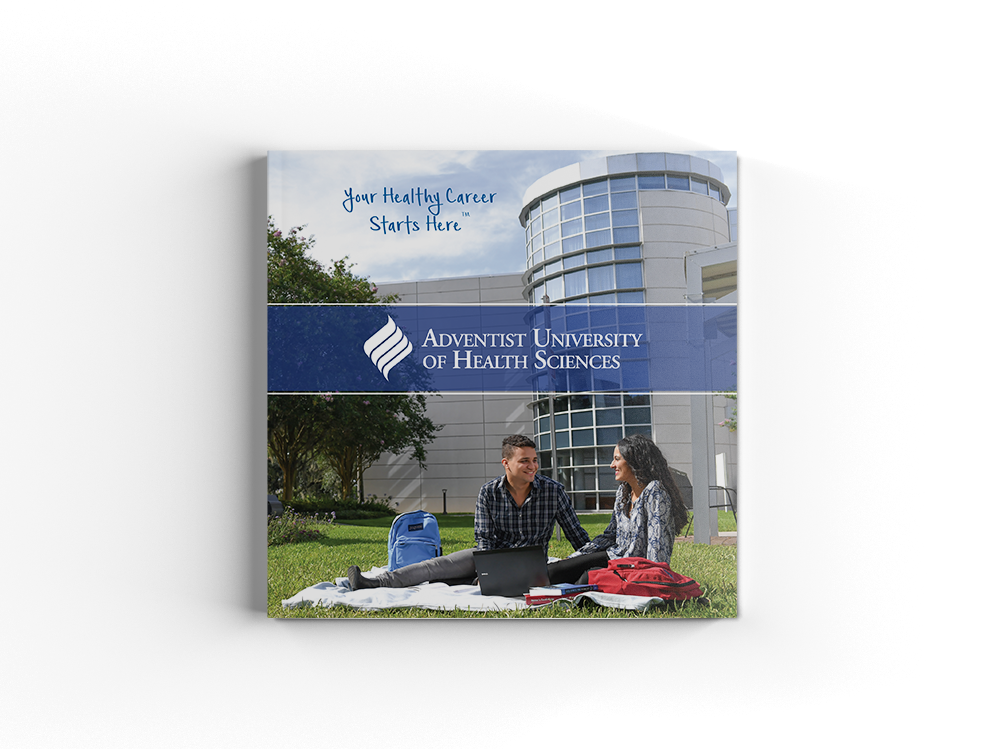 Your Healthy Career
Starts Here™
ADVENTIST UNIVERSITY
OF HEALTH SCIENCES